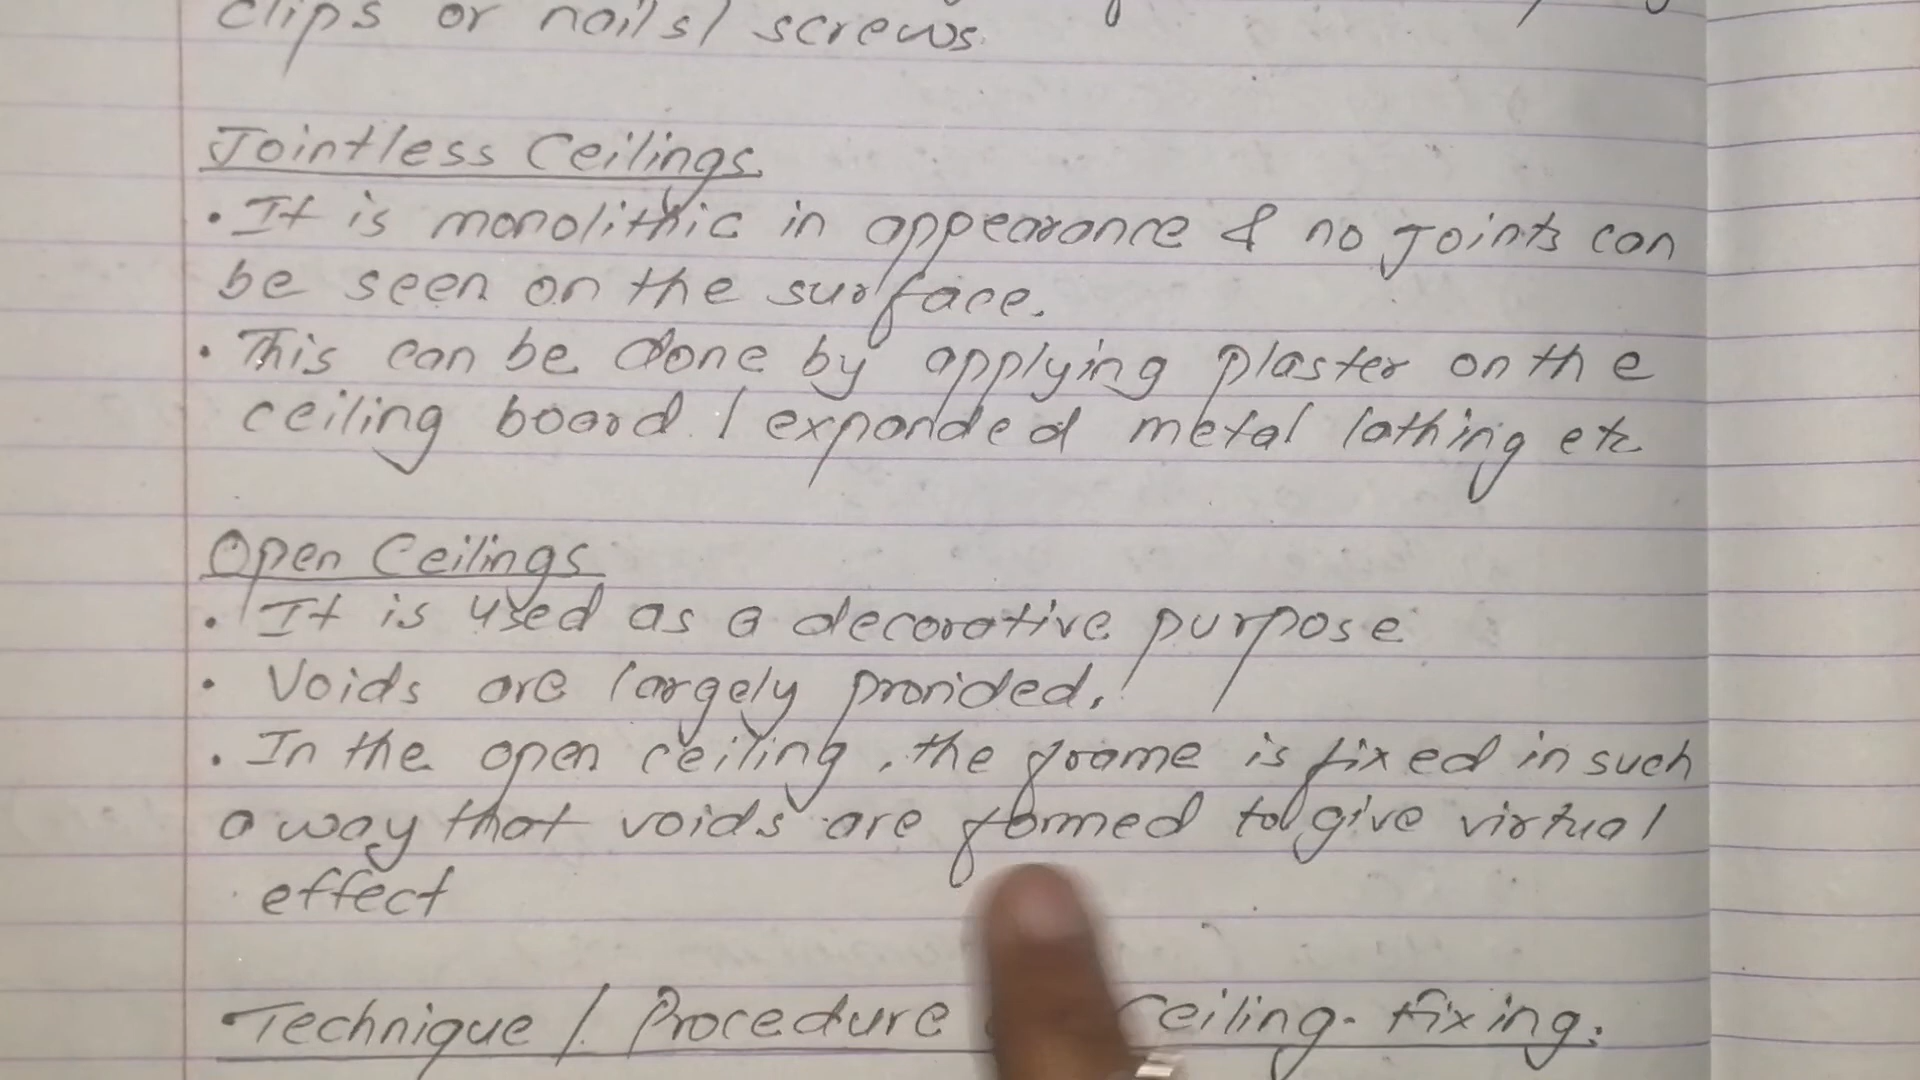 clips or nails/ screws.
Jointless Ceilings.
• It is monolithic in appearance & no joints can
be seen on the surface.
• This can be done by applying plaster on the
ceiling board / expanded metal lathing etc
Open Ceilings
• It is used as a decorative purpose
• Voids are largely provided.
• In the open ceiling, the frame is fixed in such
a way that voids are formed to give virtual
effect
Technique / Procedure Ceiling- fixing: